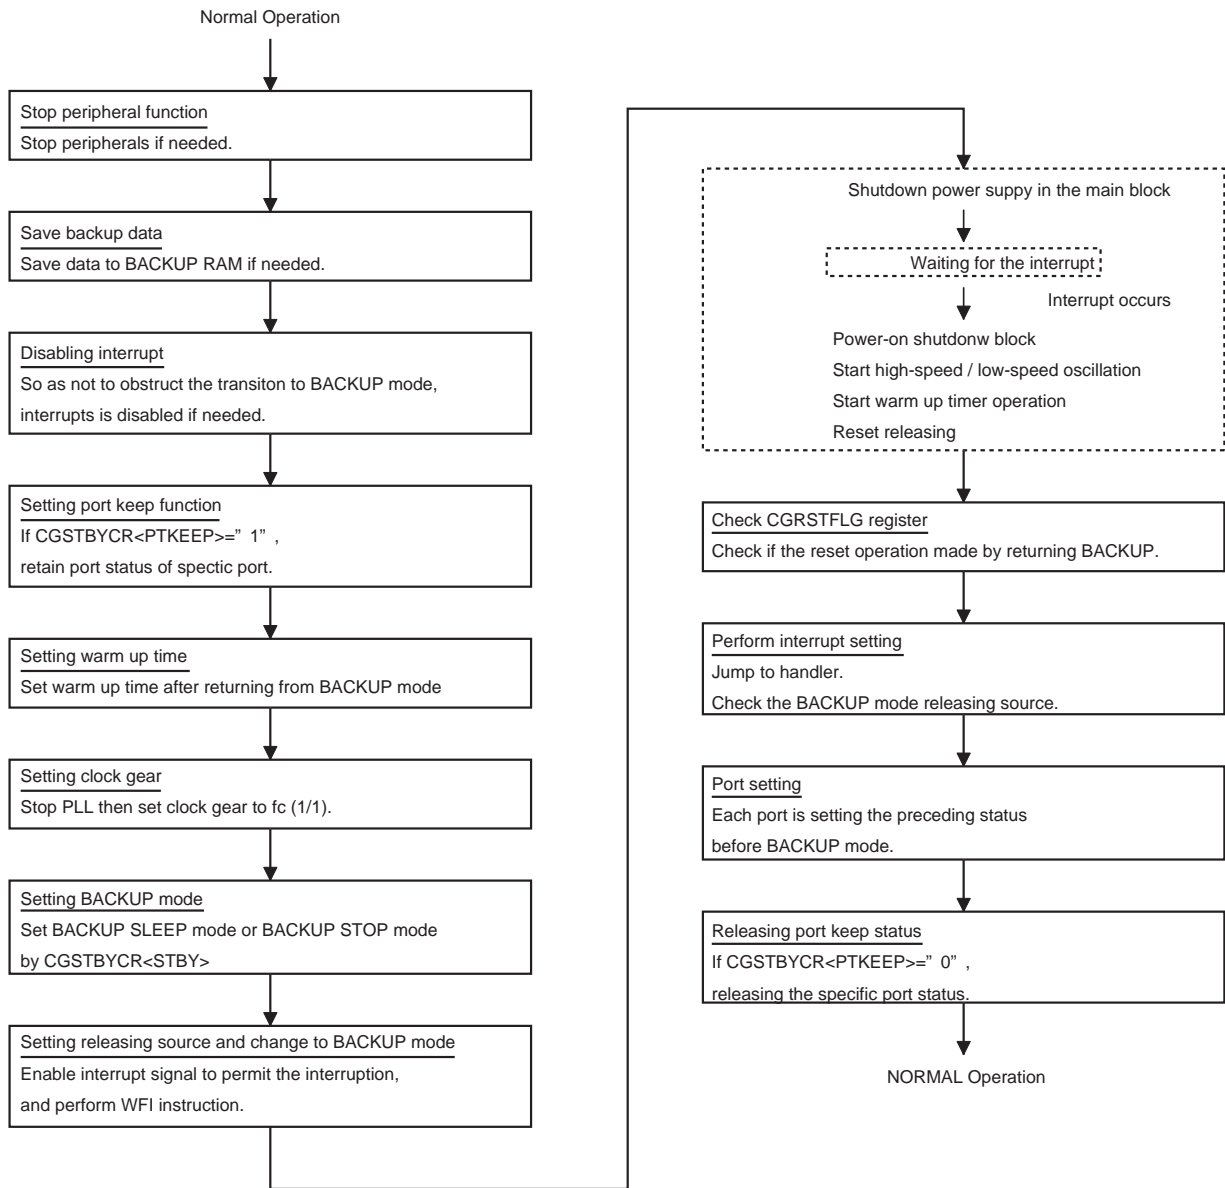 Normal Operation
Stop peripheral function
Stop peripherals if needed.
Save backup data
Save data to BACKUP RAM if needed.
Disabling interrupt
So as not to obstruct the transiton to BACKUP mode,
interrupts is disabled if needed.
Setting port keep function
If CGSTBYCR<PTKEEP>=” 1” ,
retain port status of spectic port.
Setting warm up time
Set warm up time after returning from BACKUP mode
Setting clock gear
Stop PLL then set clock gear to fc (1/1).
Setting BACKUP mode
Set BACKUP SLEEP mode or BACKUP STOP mode
by CGSTBYCR<STBY>
Setting releasing source and change to BACKUP mode
Enable interrupt signal to permit the interruption,
and perform WFI instruction.
Shutdown power suppy in the main block
Waiting for the interrupt
Interrupt occurs
Power-on shutdonw block
Start high-speed / low-speed oscillation
Start warm up timer operation
Reset releasing
Check CGRSTFLG register
Check if the reset operation made by returning BACKUP.
Perform interrupt setting
Jump to handler.
Check the BACKUP mode releasing source.
Port setting
Each port is setting the preceding status
before BACKUP mode.
Releasing port keep status
If CGSTBYCR<PTKEEP>=” 0” ,
releasing the specific port status.
NORMAL Operation